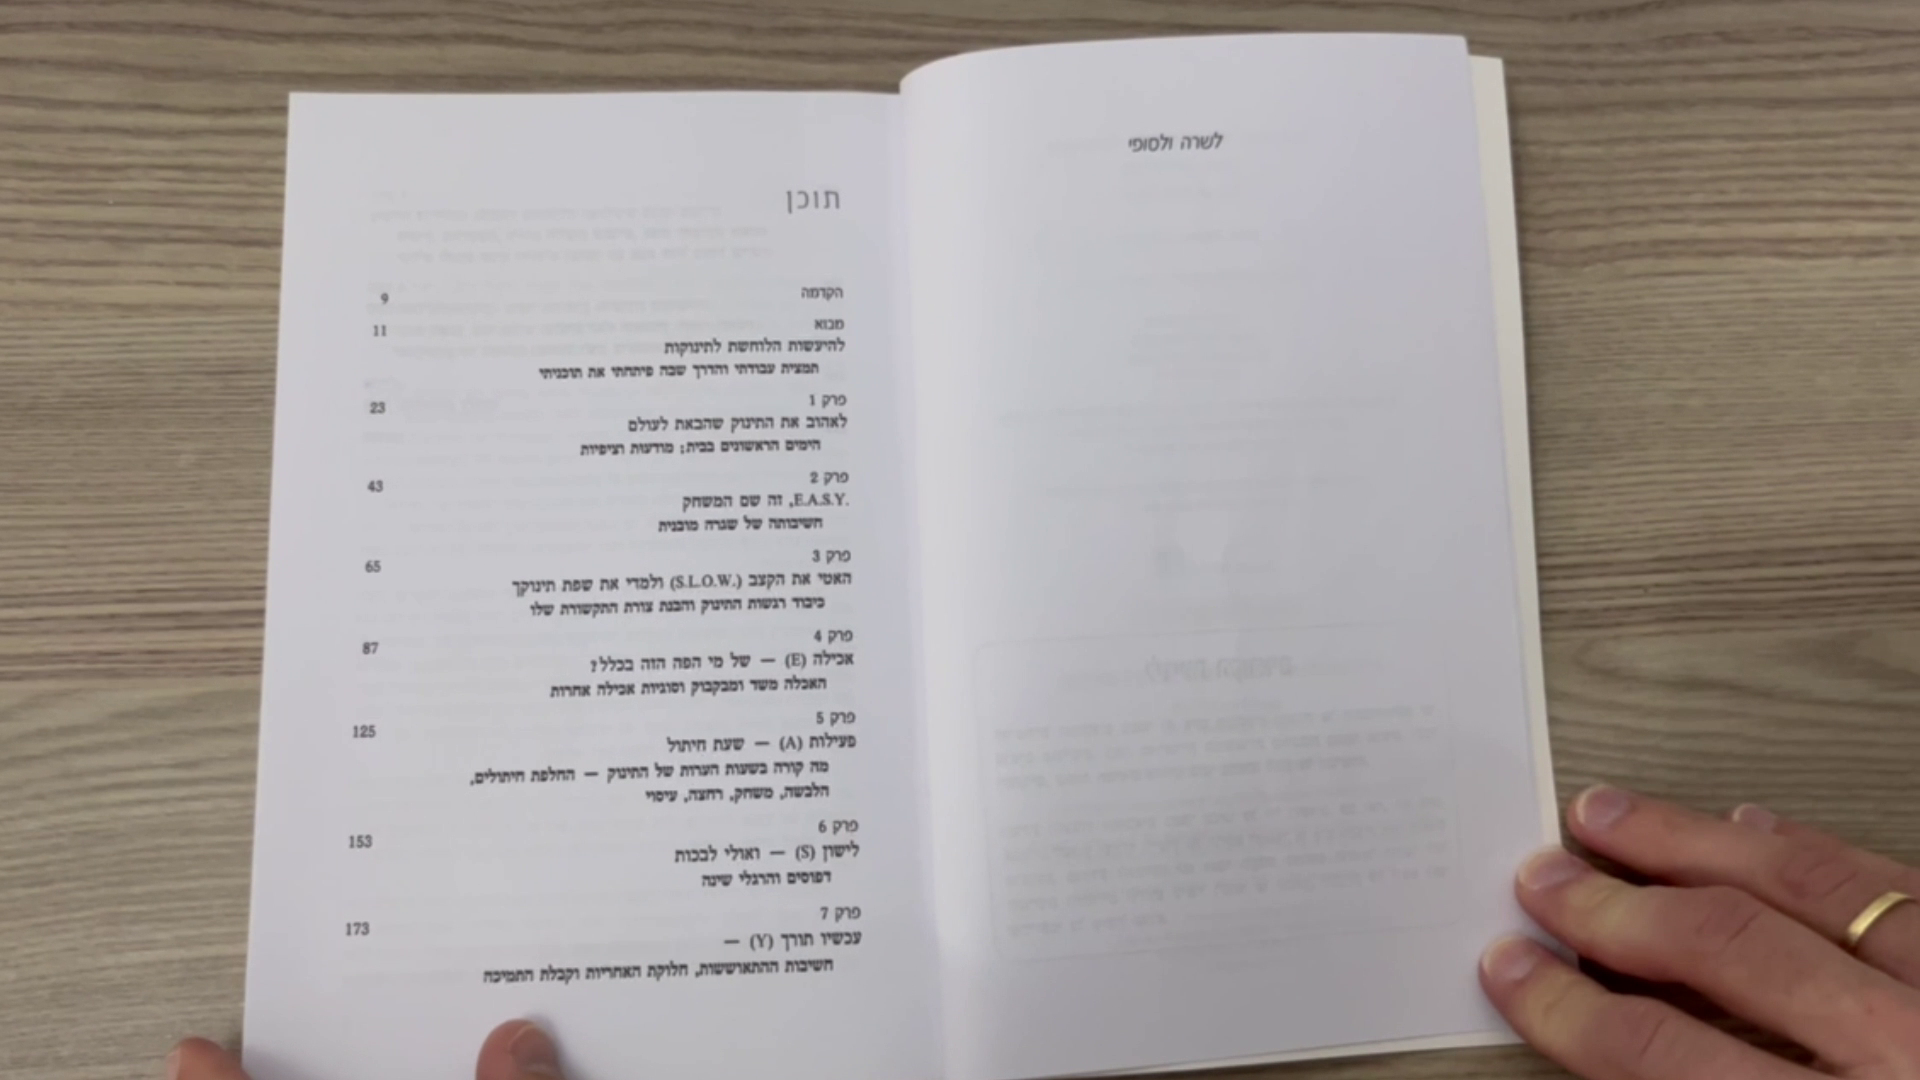 לשרה ולסופי
תוכן
הקדמה 9
מבוא 11
להיעשות הלוחשת לתינוקות
תמצית עבודתי והדרך שבה פיתחתי את תוכניתי
פרק 1 23
לאהוב את התינוק שהבאת לעולם
הימים הראשונים בבית; מודעות וציפיות
פרק 2 43
E.A.S.Y., זה שם המשחק
חשיבותה של שגרה מובנית
פרק 3 65
האטי את הקצב (S.L.O.W.) ולמדי את שפת תינוקך
כיבוד רגשות התינוק והבנת צורת התקשורת שלו
פרק 4 87
אכילה (E) — של מי הפה הזה בכלל?
האכלה משד ומבקבוק וסוגיות אכילה אחרות
פרק 5 125
פעילות (A) — שעת חיתול
מה קורה בשעות הערות של התינוק — החלפת חיתולים,
הלבשה, משחק, רחצה, עיסוי
פרק 6 153
לישון (S) — ואולי לבכות
דפוסים והרגלי שינה
פרק 7 173
עכשיו תורך (Y) —
חשיבות ההתאוששות, חלוקת האחריות וקבלת התמיכה